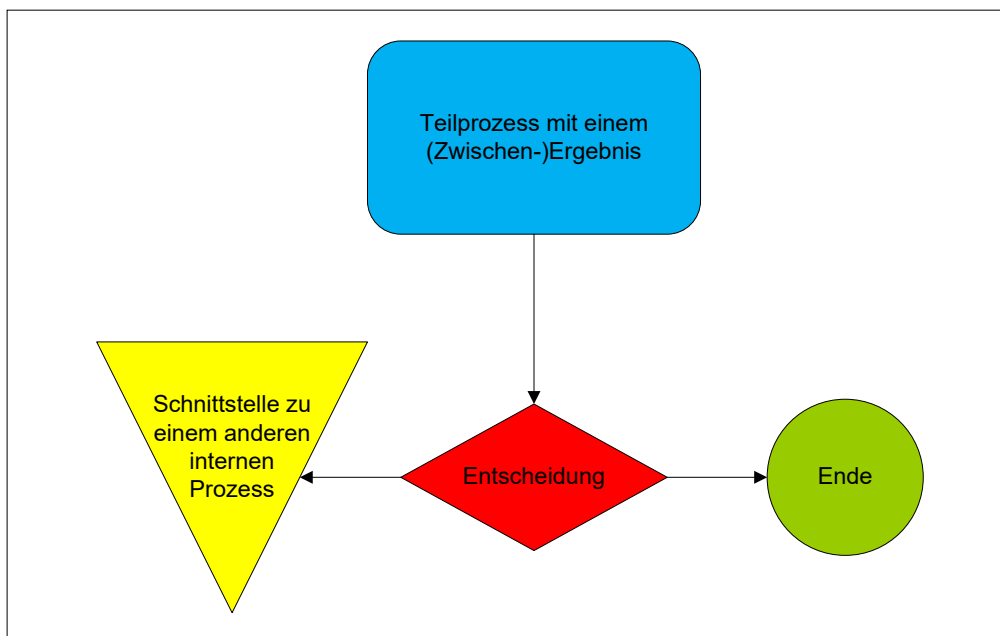 Teilprozess mit einem
(Zwischen-)Ergebnis
Schnittstelle zu
einem anderen
internen
Prozess
Entscheidung
Ende